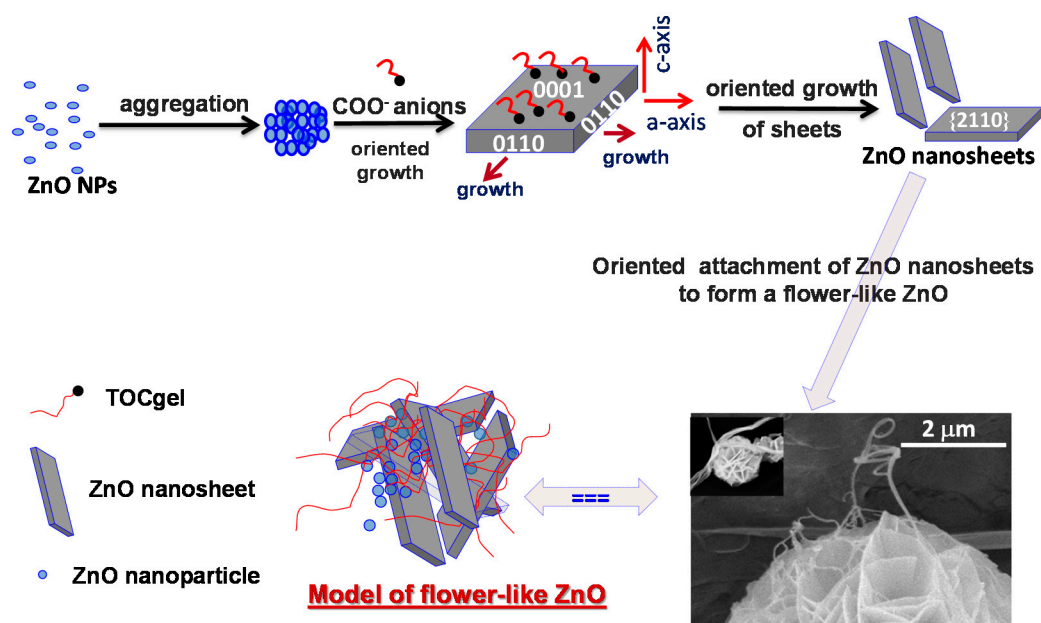 ZnO NPs
aggregation
COO⁻ anions
oriented
growth
0001
0110
0110
growth
growth
c-axis
a-axis
oriented growth
of sheets
{2110}
ZnO nanosheets
Oriented attachment of ZnO nanosheets
to form a flower-like ZnO
TOCgel
ZnO nanosheet
ZnO nanoparticle
===
Model of flower-like ZnO
2 μm